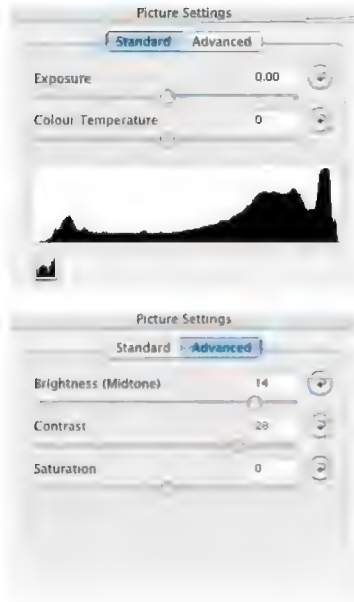 Picture Settings
Standard Advanced
Exposure 0.00
Colour Temperature 0
Picture Settings
Standard Advanced
Brightness (Midtone) 14
Contrast 28
Saturation 0